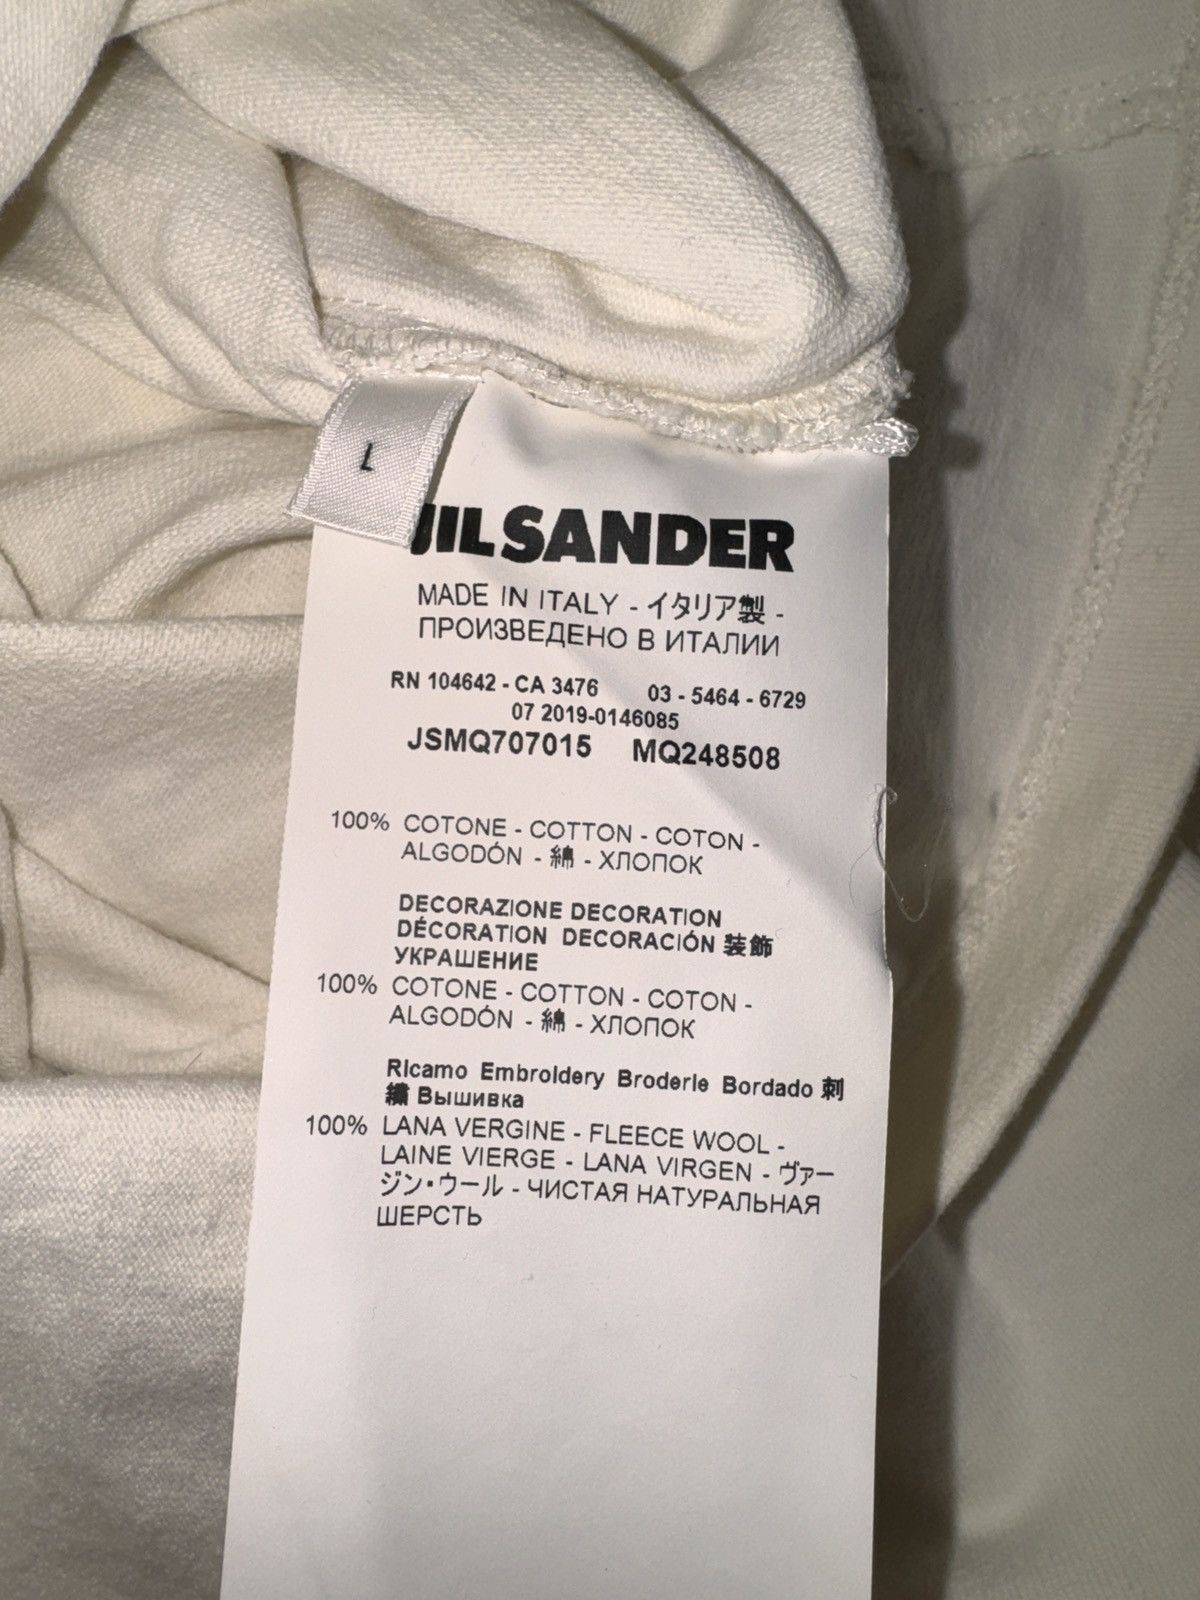 L
JIL SANDER
MADE IN ITALY - イタリア製 -
ПРОИЗВЕДЕНО В ИТАЛИИ
RN 104642 - CA 3476 03 - 5464 - 6729
07 2019-0146085
JSMQ707015 MQ248508
100% COTONE - COTTON - COTON -
ALGODÓN - 綿 - ХЛОПОК
DECORAZIONE DECORATION
DÉCORATION DECORACIÓN 装飾
УКРАШЕНИЕ
100% COTONE - COTTON - COTON -
ALGODÓN - 綿 - ХЛОПОК
Ricamo Embroidery Broderie Bordado 刺
繍 Вышивка
100% LANA VERGINE - FLEECE WOOL -
LAINE VIERGE - LANA VIRGEN - ヴァー
ジン・ウール - ЧИСТАЯ НАТУРАЛЬНАЯ
ШЕРСТЬ